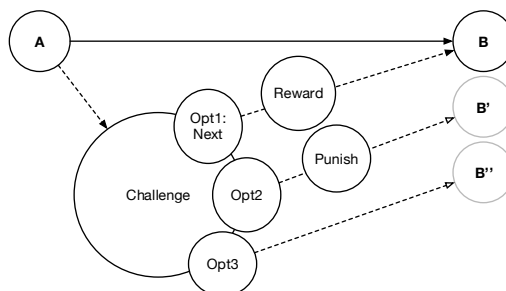 A
B
Opt1:
Next
Reward
B'
Punish
Challenge
Opt2
B''
Opt3